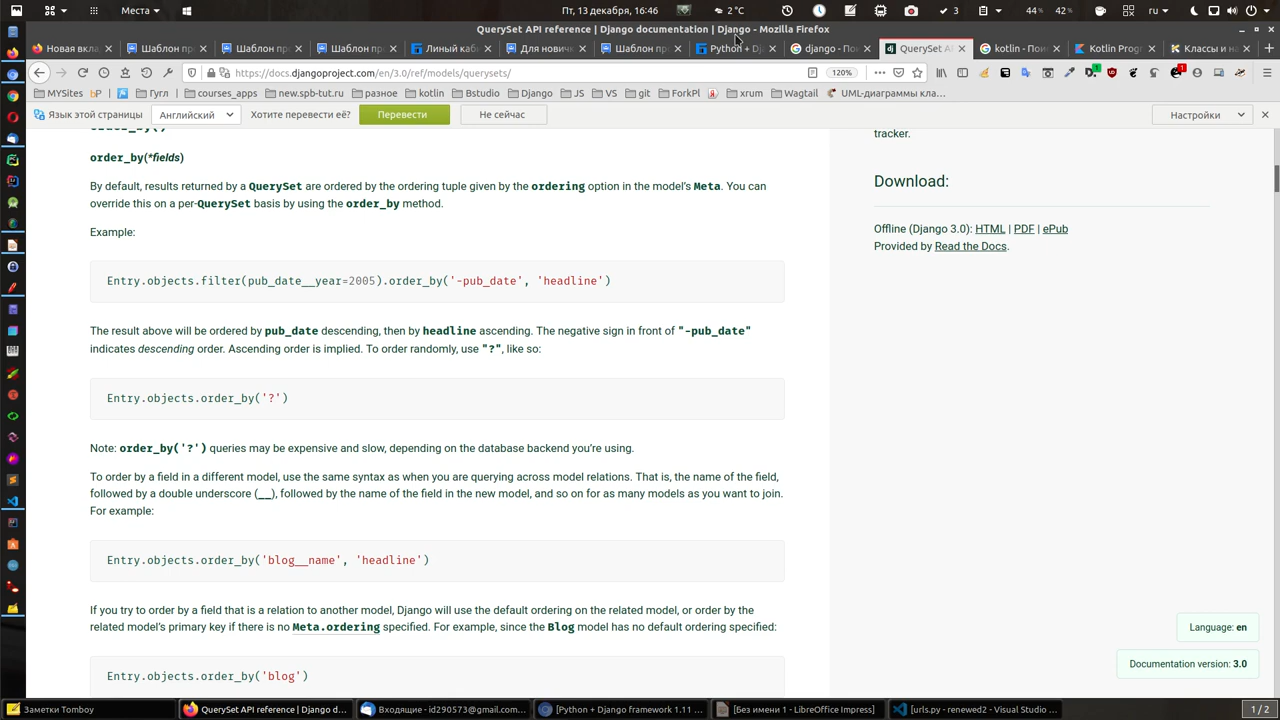 Места
Пт, 13 декабря, 16:46
2°C
3
44%
42%
ru
QuerySet API reference | Django documentation | Django - Mozilla Firefox
Новая вкл
Шаблон про
Шаблон про
Шаблон про
Линый каб
Для новичк
Шаблон про
Python + Dj
django - Пои
QuerySet A
kotlin - Поис
Kotlin Prog
Классы и на
https://docs.djangoproject.com/en/3.0/ref/models/querysets/
120%
MYSites
bP
Гугл
courses_apps
new.spb-tut.ru
разное
kotlin
Bstudio
Django
JS
VS
git
ForkPl
xrum
Wagtail
UML-диаграммы кла…
Язык этой страницы
Английский
Хотите перевести её?
Перевести
Не сейчас
Настройки
order_by()
tracker.
order_by(*fields)
By default, results returned by a QuerySet are ordered by the ordering tuple given by the ordering option in the model's Meta. You can
override this on a per-QuerySet basis by using the order_by method.
Example:
Entry.objects.filter(pub_date__year=2005).order_by('-pub_date', 'headline')
The result above will be ordered by pub_date descending, then by headline ascending. The negative sign in front of "-pub_date"
indicates descending order. Ascending order is implied. To order randomly, use "?", like so:
Entry.objects.order_by('?')
Note: order_by('?') queries may be expensive and slow, depending on the database backend you're using.
To order by a field in a different model, use the same syntax as when you are querying across model relations. That is, the name of the field,
followed by a double underscore (__), followed by the name of the field in the new model, and so on for as many models as you want to join.
For example:
Entry.objects.order_by('blog__name', 'headline')
If you try to order by a field that is a relation to another model, Django will use the default ordering on the related model, or order by the
related model's primary key if there is no Meta.ordering specified. For example, since the Blog model has no default ordering specified:
Entry.objects.order_by('blog')
Download:
Offline (Django 3.0): HTML | PDF | ePub
Provided by Read the Docs.
Language: en
Documentation version: 3.0
Заметки Tomboy
QuerySet API reference | Django d…
Входящие - id290573@gmail.com…
[Python + Django framework 1.11 …
[Без имени 1 - LibreOffice Impress]
[urls.py - renewed2 - Visual Studio …
1 / 2